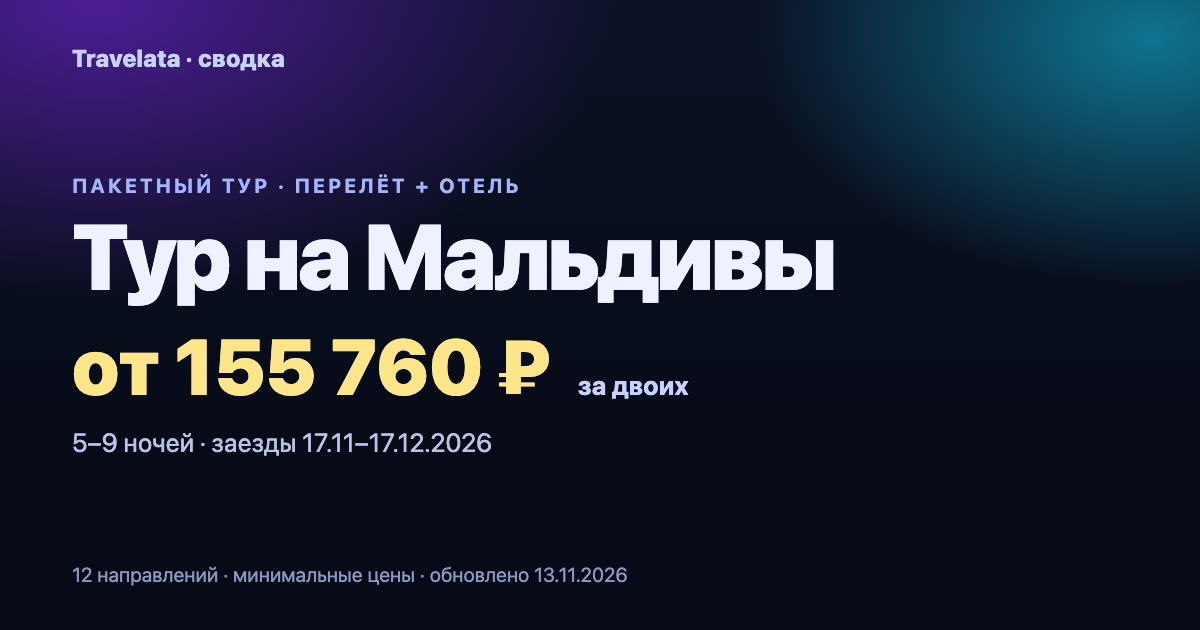 Travelata · сводка
ПАКЕТНЫЙ ТУР · ПЕРЕЛЁТ + ОТЕЛЬ
Тур на Мальдивы
от 155 760 ₽ за двоих
5–9 ночей · заезды 17.11–17.12.2026
12 направлений · минимальные цены · обновлено 13.11.2026